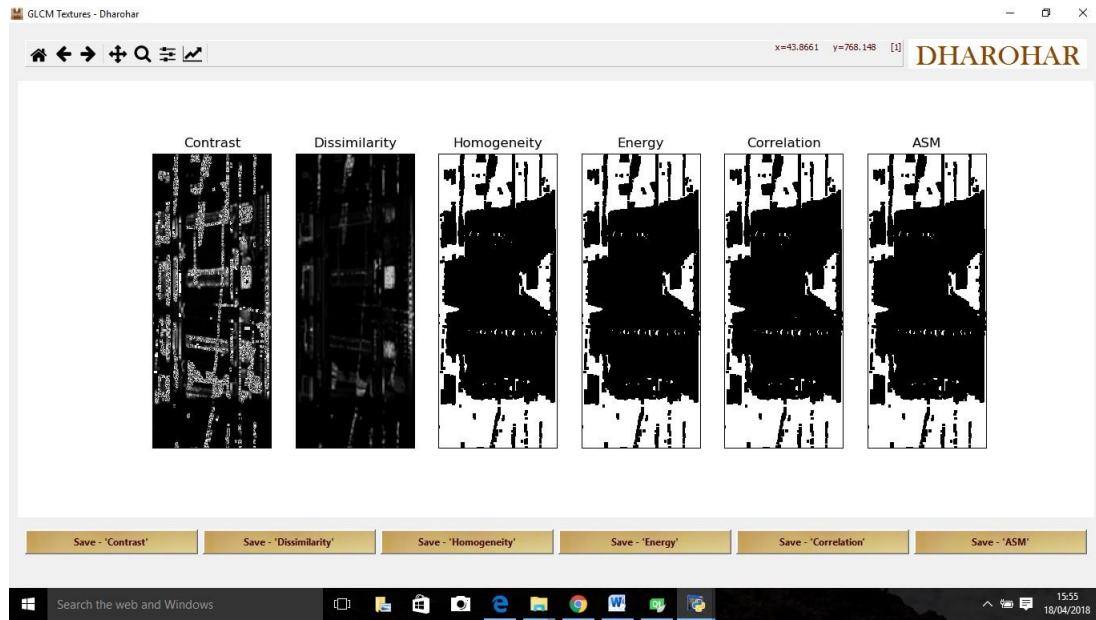 GLCM Textures - Dharohar
x=43.8661 y=768.148 [1]
DHAROHAR
Contrast Dissimilarity Homogeneity Energy Correlation ASM
Save - 'Contrast' Save - 'Dissimilarity' Save - 'Homogeneity' Save - 'Energy' Save - 'Correlation' Save - 'ASM'
Search the web and Windows
15:55
18/04/2018